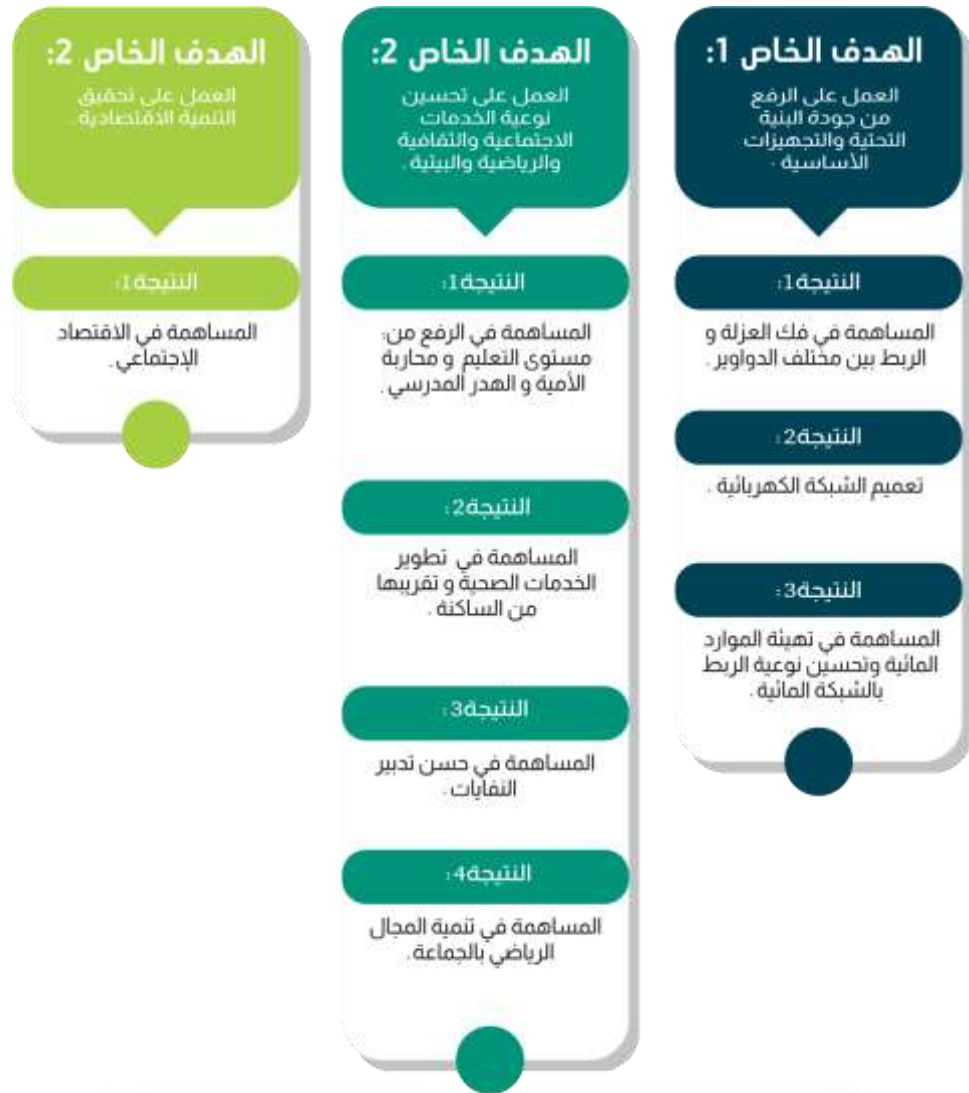 الهدف الخاص 1:
العمل على الرفع
من جودة البنية
التحتية والتجهيزات
الأساسية .
النتيجة1:
المساهمة في فك العزلة و
الربط بين مختلف الدواوير .
النتيجة2:
تعميم الشبكة الكهربائية .
النتيجة3:
المساهمة في تهيئة الموارد
المائية وتحسين نوعية الربط
بالشبكة المائية .
الهدف الخاص 2:
العمل على تحسين
نوعية الخدمات
الاجتماعية والثقافية
والرياضية والبيئية .
النتيجة1:
المساهمة في الرفع من:
مستوى التعليم و محاربة
الأمية و الهدر المدرسي .
النتيجة2:
المساهمة في تطوير
الخدمات الصحية و تقريبها
من الساكنة .
النتيجة3:
المساهمة في حسن تدبير
النفايات .
النتيجة4:
المساهمة في تنمية المجال
الرياضي بالجماعة .
الهدف الخاص 2:
العمل على تحقيق
التنمية الاقتصادية .
النتيجة1:
المساهمة في الاقتصاد
الإجتماعي .